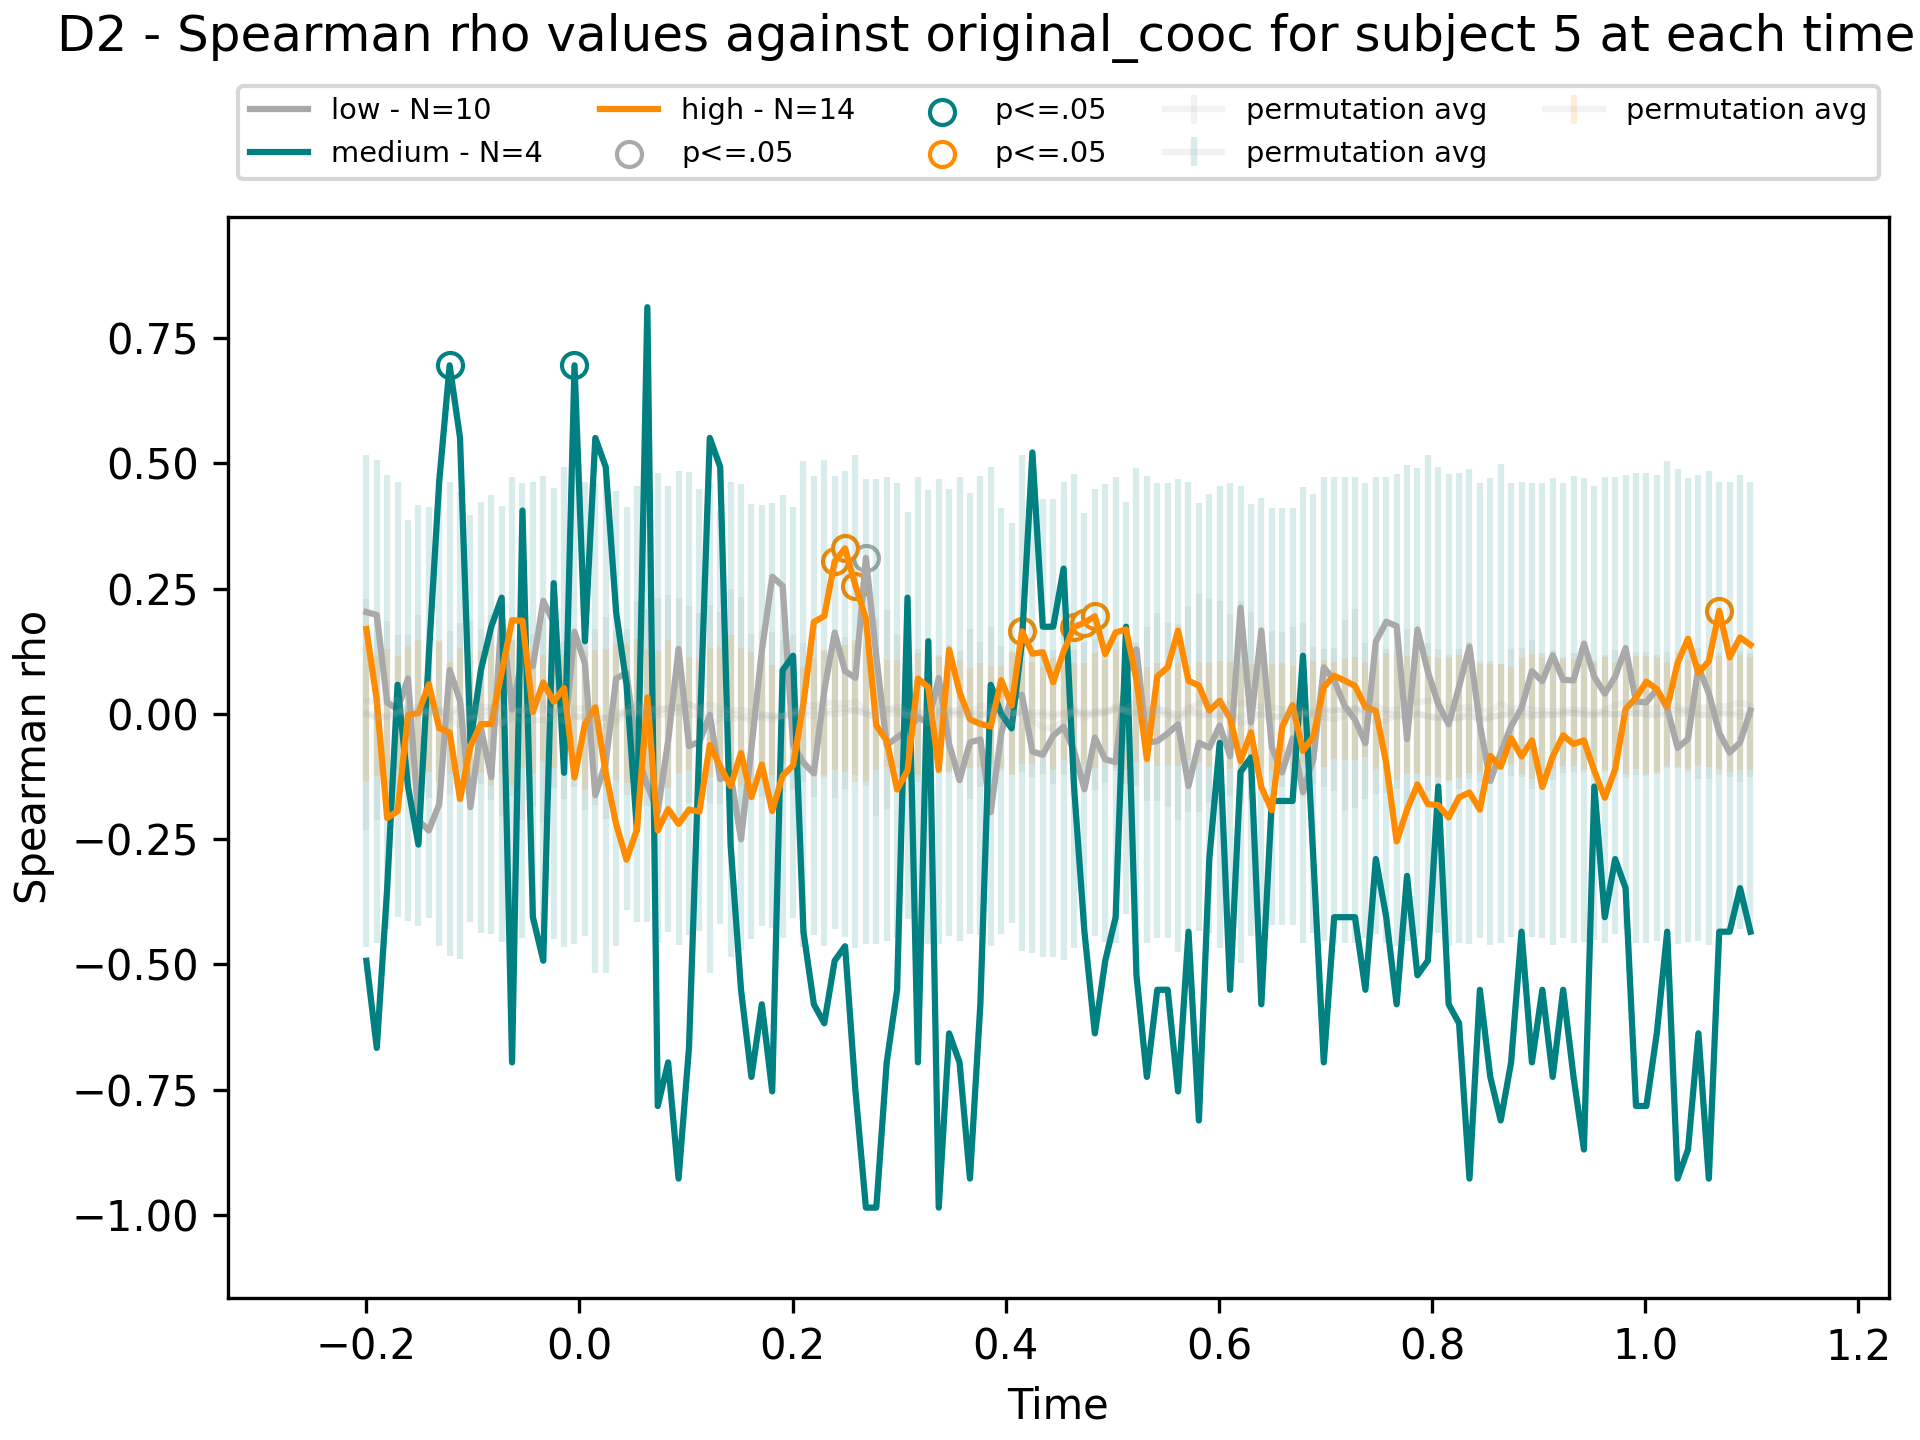 D2 - Spearman rho values against original_cooc for subject 5 at each time
low - N=10
medium - N=4
high - N=14
p<=.05
p<=.05
p<=.05
permutation avg
permutation avg
permutation avg
Spearman rho
0.75
0.50
0.25
0.00
−0.25
−0.50
−0.75
−1.00
−0.2
0.0
0.2
0.4
0.6
0.8
1.0
1.2
Time